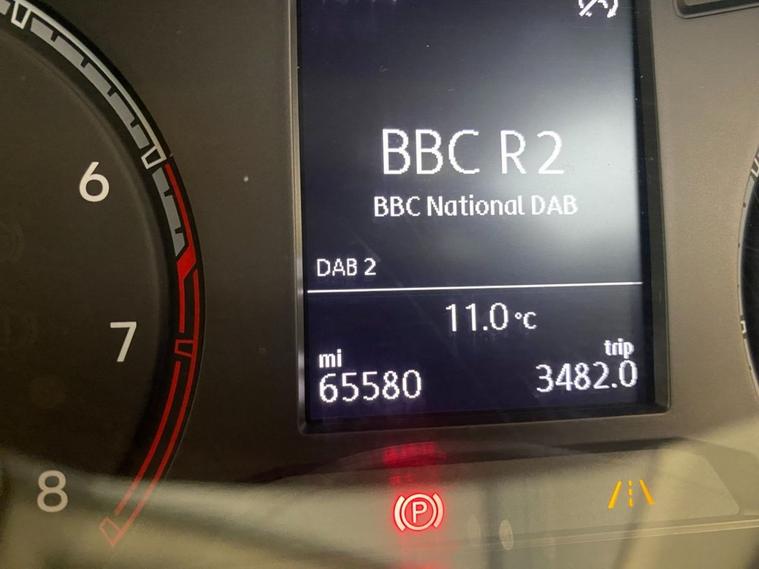 6
7
8
BBC R2
BBC National DAB
DAB 2
11.0 °C
mi
65580
trip
3482.0
P